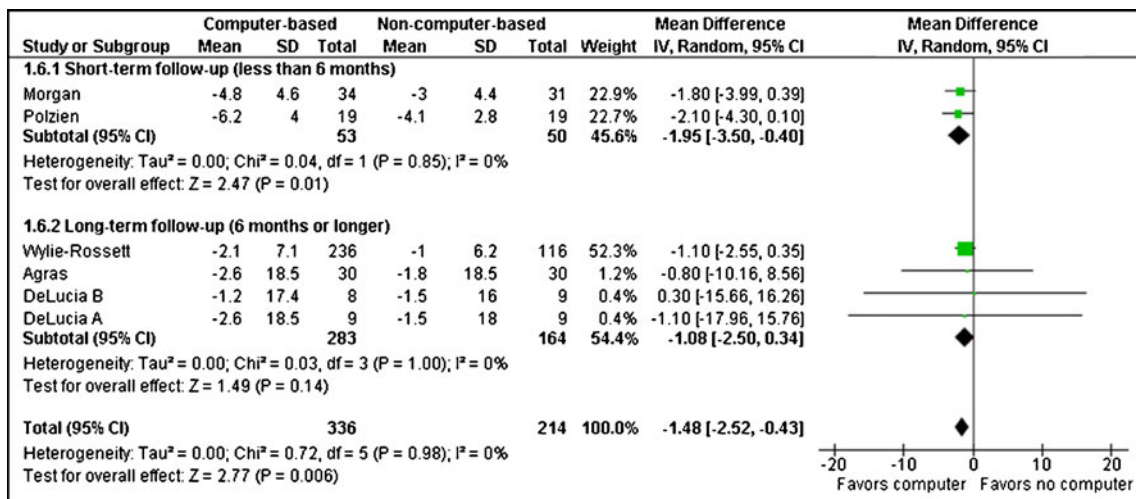 Computer-based Non-computer-based Mean Difference Mean Difference
Study or Subgroup Mean SD Total Mean SD Total Weight IV, Random, 95% CI IV, Random, 95% CI
1.6.1 Short-term follow-up (less than 6 months)
Morgan -4.8 4.6 34 -3 4.4 31 22.9% -1.80 [-3.99, 0.39]
Polzien -6.2 4 19 -4.1 2.8 19 22.7% -2.10 [-4.30, 0.10]
Subtotal (95% CI) 53 50 45.6% -1.95 [-3.50, -0.40]
Heterogeneity: Tau² = 0.00; Chi² = 0.04, df = 1 (P = 0.85); I² = 0%
Test for overall effect: Z = 2.47 (P = 0.01)
1.6.2 Long-term follow-up (6 months or longer)
Wylie-Rossett -2.1 7.1 236 -1 6.2 116 52.3% -1.10 [-2.55, 0.35]
Agras -2.6 18.5 30 -1.8 18.5 30 1.2% -0.80 [-10.16, 8.56]
DeLucia B -1.2 17.4 8 -1.5 16 9 0.4% 0.30 [-15.66, 16.26]
DeLucia A -2.6 18.5 9 -1.5 18 9 0.4% -1.10 [-17.96, 15.76]
Subtotal (95% CI) 283 164 54.4% -1.08 [-2.50, 0.34]
Heterogeneity: Tau² = 0.00; Chi² = 0.03, df = 3 (P = 1.00); I² = 0%
Test for overall effect: Z = 1.49 (P = 0.14)
Total (95% CI) 336 214 100.0% -1.48 [-2.52, -0.43]
Heterogeneity: Tau² = 0.00; Chi² = 0.72, df = 5 (P = 0.98); I² = 0%
Test for overall effect: Z = 2.77 (P = 0.006)
-20 -10 0 10 20
Favors computer Favors no computer